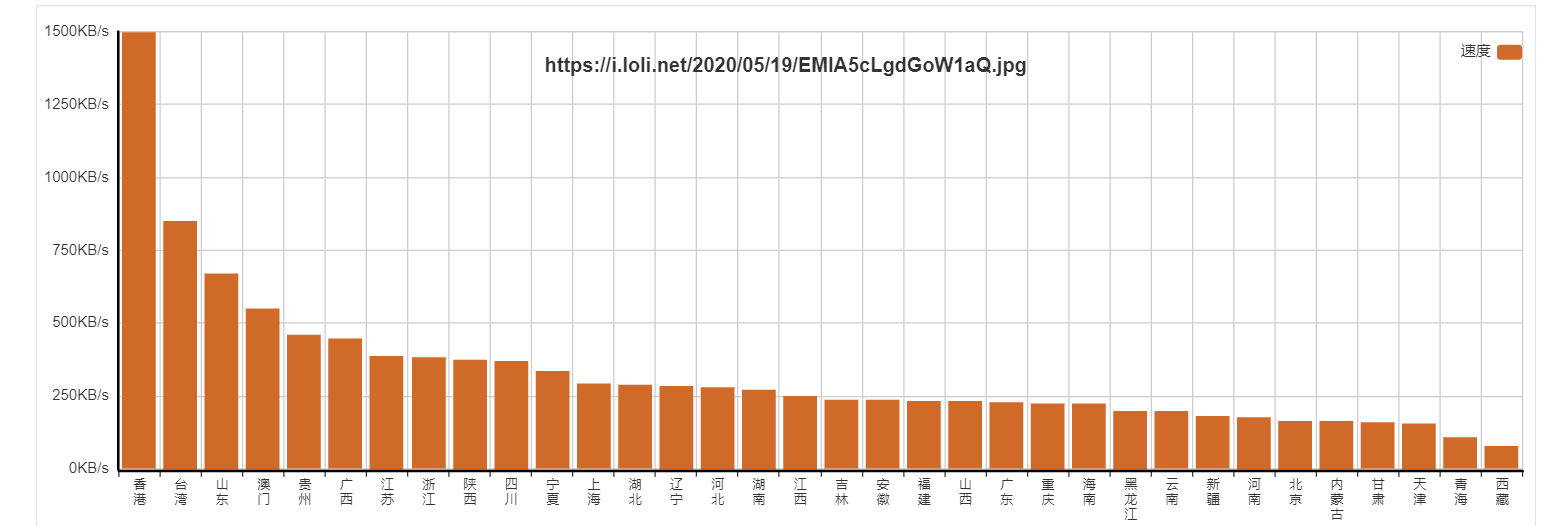 https://i.loli.net/2020/05/19/EMIA5cLgdGoW1aQ.jpg
速度
1500KB/s
1250KB/s
1000KB/s
750KB/s
500KB/s
250KB/s
0KB/s
香港
台湾
山东
澳门
贵州
广西
江苏
浙江
陕西
四川
宁夏
上海
湖北
辽宁
河北
湖南
江西
吉林
安徽
福建
山西
广东
重庆
海南
黑龙江
云南
新疆
河南
北京
内蒙古
甘肃
天津
青海
西藏